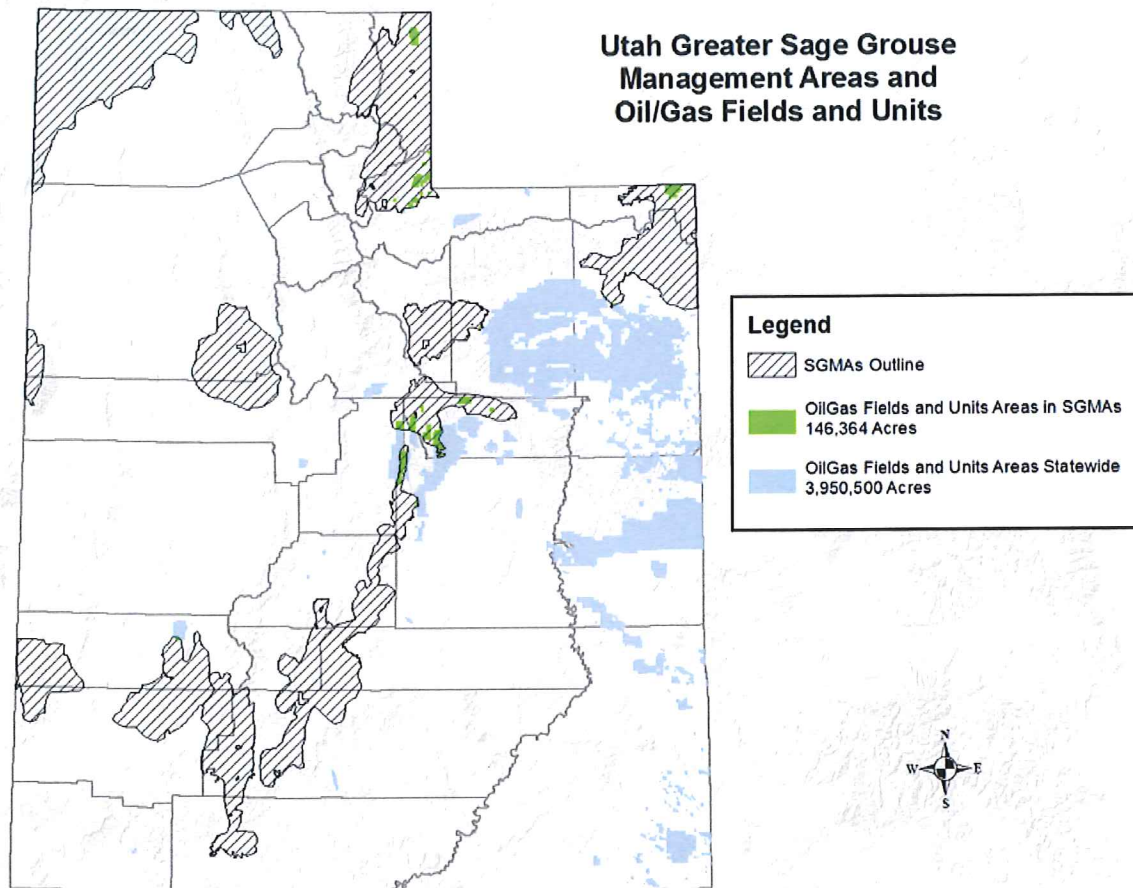 Utah Greater Sage Grouse
Management Areas and
Oil/Gas Fields and Units
Legend
SGMAs Outline
OilGas Fields and Units Areas in SGMAs
146,364 Acres
OilGas Fields and Units Areas Statewide
3,950,500 Acres
N
W
E
S